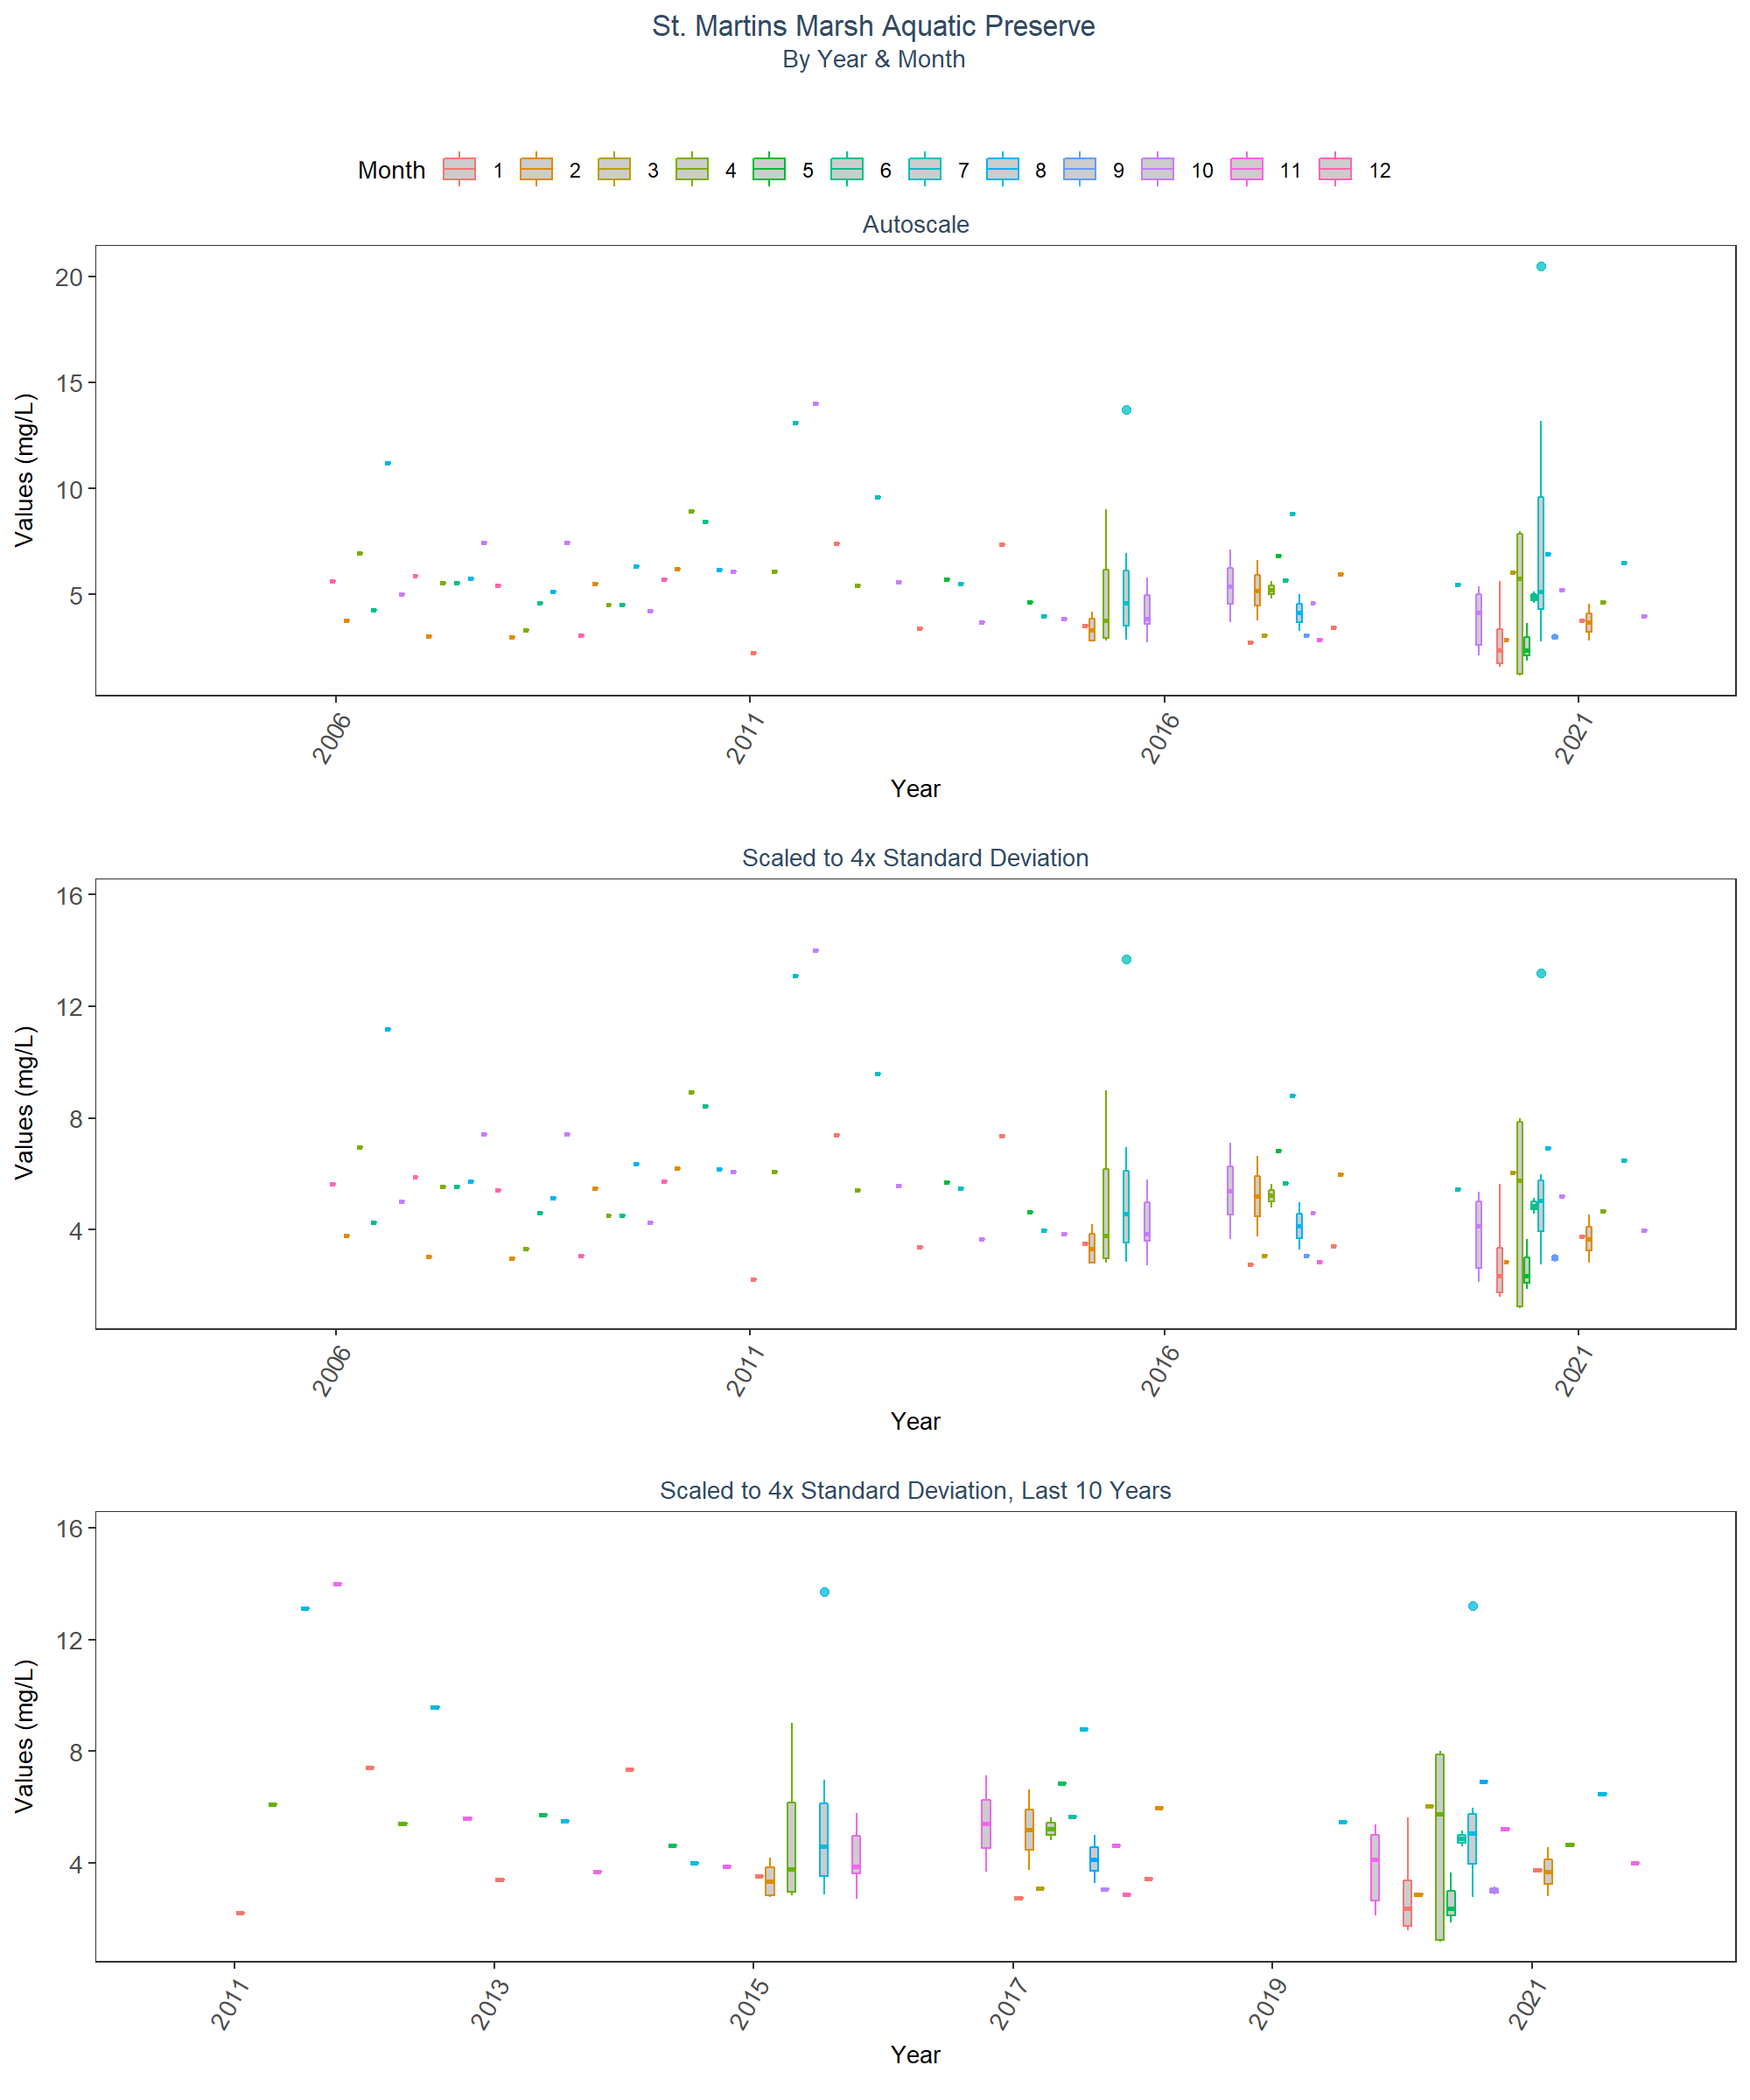 St. Martins Marsh Aquatic Preserve
By Year & Month
Month 1 2 3 4 5 6 7 8 9 10 11 12
Autoscale
Values (mg/L)
20
15
10
5
2006 2011 2016 2021
Year
Scaled to 4x Standard Deviation
Values (mg/L)
16
12
8
4
2006 2011 2016 2021
Year
Scaled to 4x Standard Deviation, Last 10 Years
Values (mg/L)
16
12
8
4
2011 2013 2015 2017 2019 2021
Year